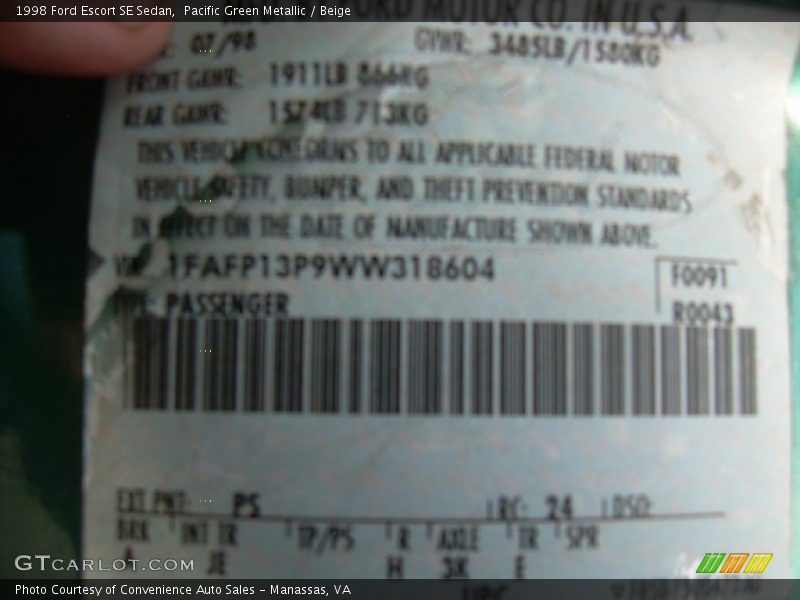 1998 Ford Escort SE Sedan, Pacific Green Metallic / Beige
FORD MOTOR CO. IN U.S.A.
07/98 GVWR: 3485LB/1580KG
FRONT GAWR: 1911LB 866KG
REAR GAWR: 1574LB 713KG
THIS VEHICLE CONFORMS TO ALL APPLICABLE FEDERAL MOTOR
VEHICLE SAFETY, BUMPER, AND THEFT PREVENTION STANDARDS
IN EFFECT ON THE DATE OF MANUFACTURE SHOWN ABOVE.
VIN: 1FAFP13P9WW318604 F0091
TYPE: PASSENGER R0043
EXT PNT: PS RC: 24 DSO:
BRK INT TR TP/PS R AXLE TR SPR
A JE H 3K E
GTCARLOT.COM
Photo Courtesy of Convenience Auto Sales - Manassas, VA